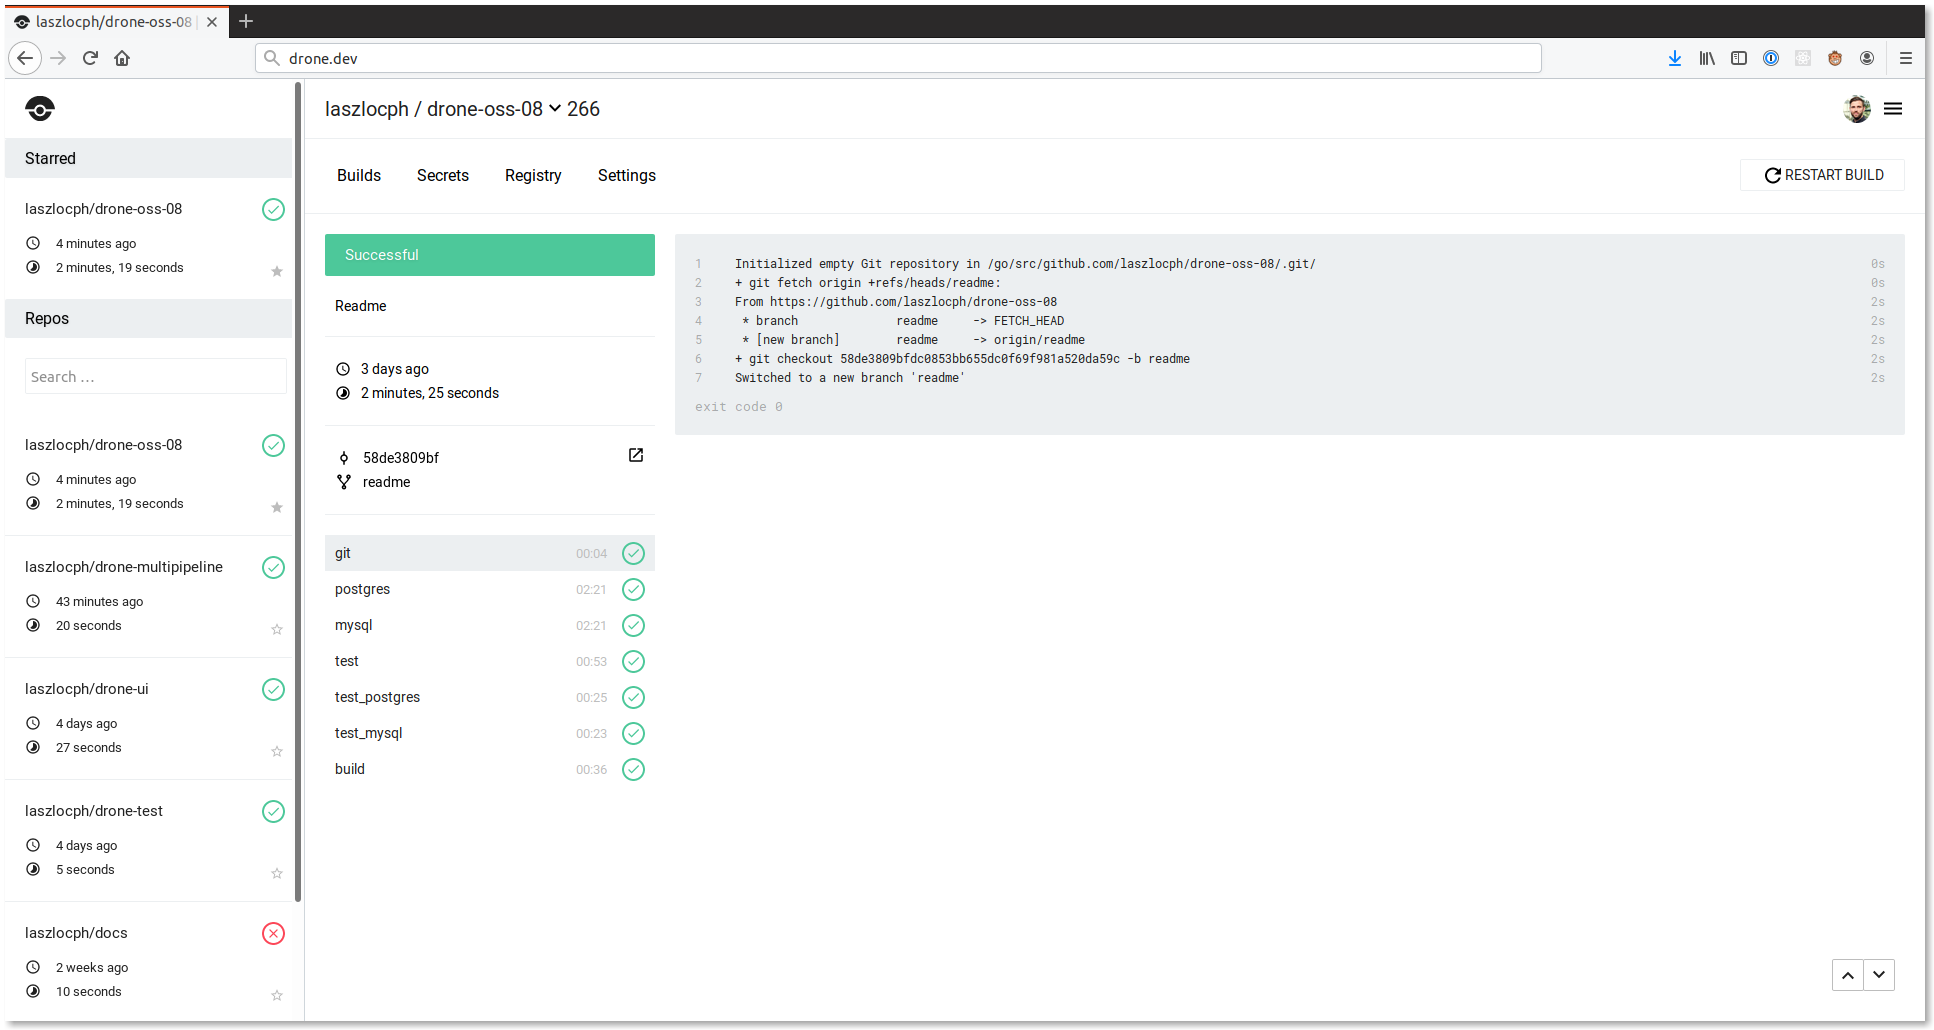 laszlocph/drone-oss-08
drone.dev
laszlocph / drone-oss-08 266
Starred
laszlocph/drone-oss-08
4 minutes ago
2 minutes, 19 seconds
Repos
Search ...
laszlocph/drone-oss-08
4 minutes ago
2 minutes, 19 seconds
laszlocph/drone-multipipeline
43 minutes ago
20 seconds
laszlocph/drone-ui
4 days ago
27 seconds
laszlocph/drone-test
4 days ago
5 seconds
laszlocph/docs
2 weeks ago
10 seconds
Builds Secrets Registry Settings
RESTART BUILD
Successful
Readme
3 days ago
2 minutes, 25 seconds
58de3809bf
readme
git 00:04
postgres 02:21
mysql 02:21
test 00:53
test_postgres 00:25
test_mysql 00:23
build 00:36
1 Initialized empty Git repository in /go/src/github.com/laszlocph/drone-oss-08/.git/ 0s
2 + git fetch origin +refs/heads/readme: 0s
3 From https://github.com/laszlocph/drone-oss-08 2s
4 * branch readme -> FETCH_HEAD 2s
5 * [new branch] readme -> origin/readme 2s
6 + git checkout 58de3809bfdc0853bb655dc0f69f981a520da59c -b readme 2s
7 Switched to a new branch 'readme' 2s
exit code 0